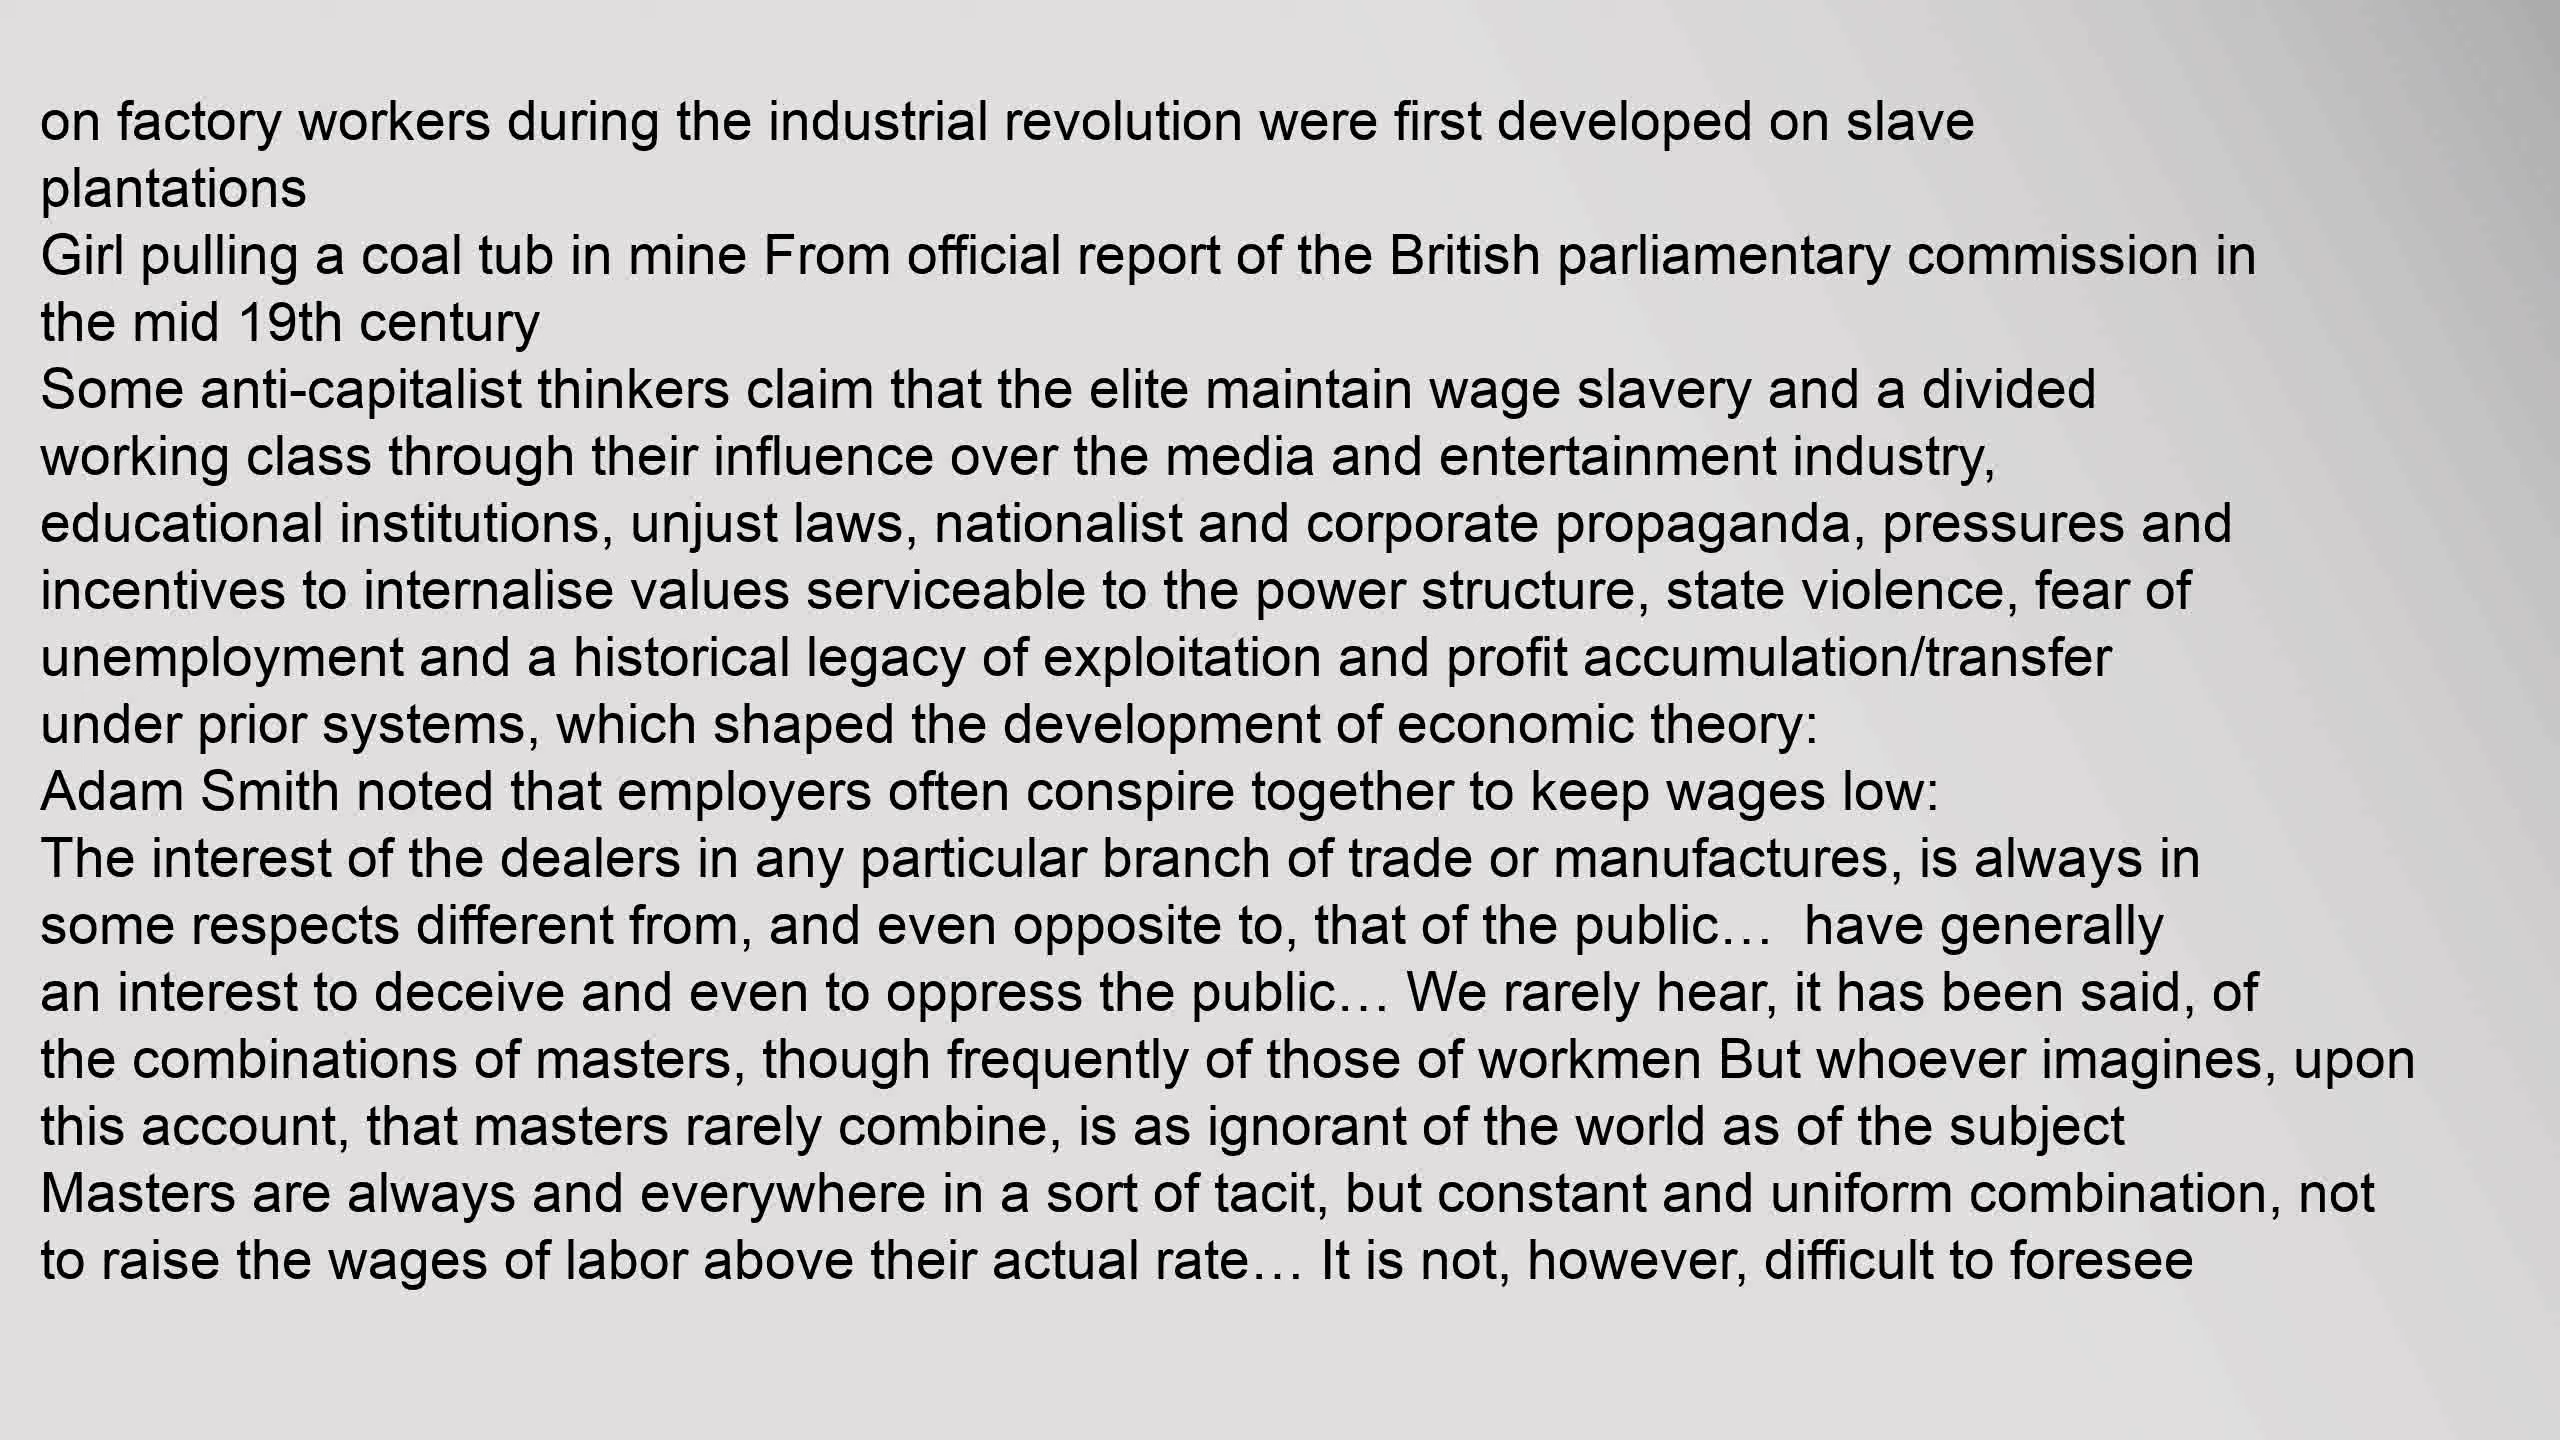 on factory workers during the industrial revolution were first developed on slave
plantations
Girl pulling a coal tub in mine From official report of the British parliamentary commission in
the mid 19th century
Some anti-capitalist thinkers claim that the elite maintain wage slavery and a divided
working class through their influence over the media and entertainment industry,
educational institutions, unjust laws, nationalist and corporate propaganda, pressures and
incentives to internalise values serviceable to the power structure, state violence, fear of
unemployment and a historical legacy of exploitation and profit accumulation/transfer
under prior systems, which shaped the development of economic theory:
Adam Smith noted that employers often conspire together to keep wages low:
The interest of the dealers in any particular branch of trade or manufactures, is always in
some respects different from, and even opposite to, that of the public…  have generally
an interest to deceive and even to oppress the public… We rarely hear, it has been said, of
the combinations of masters, though frequently of those of workmen But whoever imagines, upon
this account, that masters rarely combine, is as ignorant of the world as of the subject
Masters are always and everywhere in a sort of tacit, but constant and uniform combination, not
to raise the wages of labor above their actual rate… It is not, however, difficult to foresee